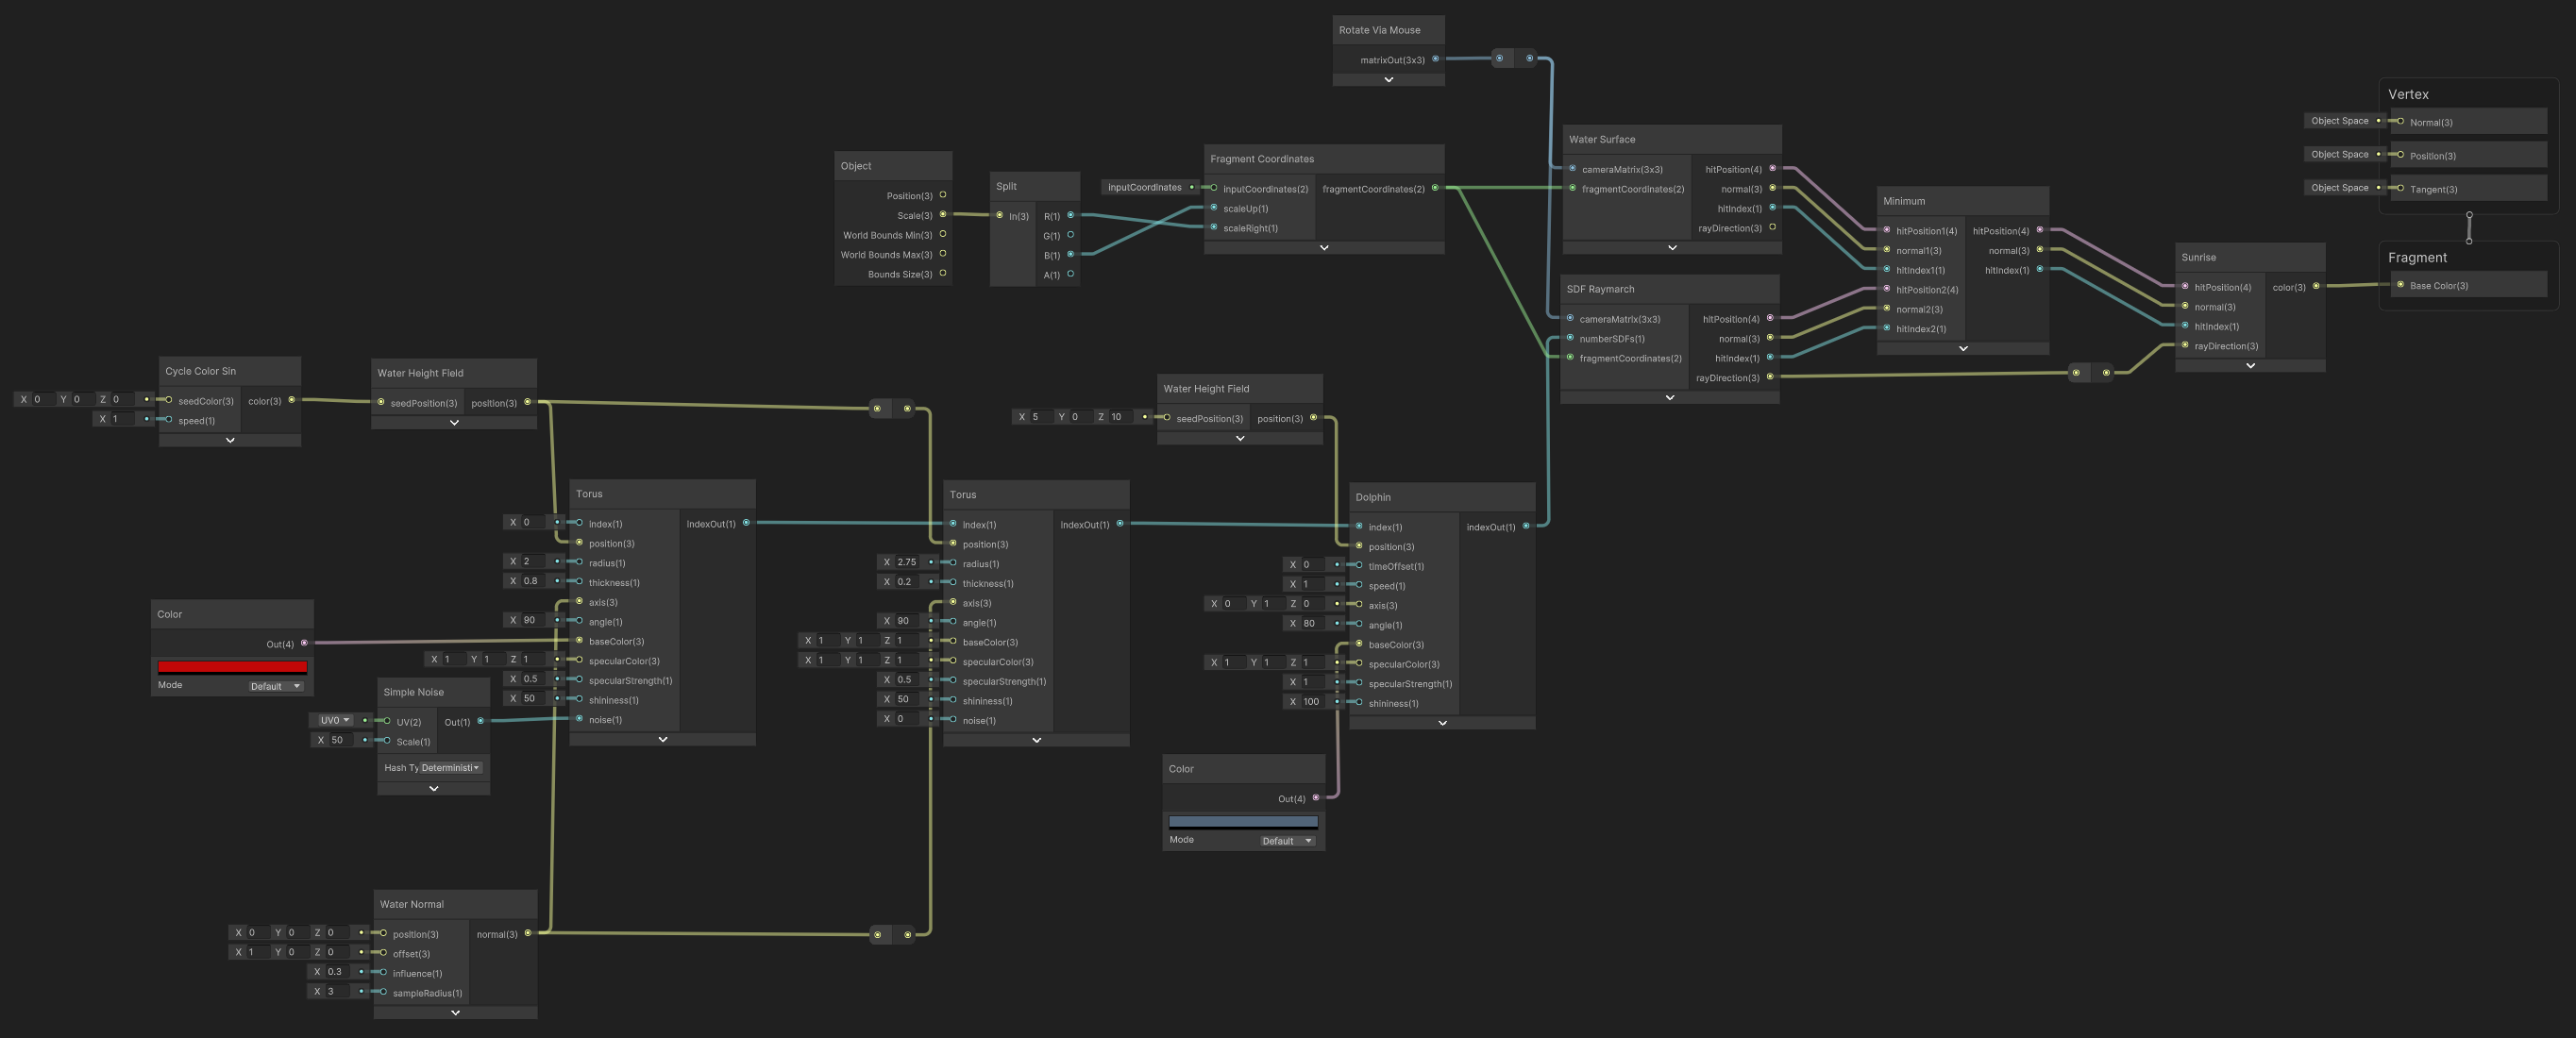 Rotate Via Mouse
matrixOut(3x3)
Object
Position(3)
Scale(3)
World Bounds Min(3)
World Bounds Max(3)
Bounds Size(3)
Split
In(3)
R(1)
G(1)
B(1)
A(1)
Fragment Coordinates
inputCoordinates
inputCoordinates(2)
fragmentCoordinates(2)
scaleUp(1)
scaleRight(1)
Water Surface
cameraMatrix(3x3)
hitPosition(4)
fragmentCoordinates(2)
normal(3)
hitIndex(1)
rayDirection(3)
SDF Raymarch
cameraMatrix(3x3)
hitPosition(4)
numberSDFs(1)
normal(3)
fragmentCoordinates(2)
hitIndex(1)
rayDirection(3)
Minimum
hitPosition1(4)
hitPosition(4)
normal1(3)
normal(3)
hitIndex1(1)
hitIndex(1)
hitPosition2(4)
normal2(3)
hitIndex2(1)
Sunrise
hitPosition(4)
color(3)
normal(3)
hitIndex(1)
rayDirection(3)
Vertex
Object Space
Normal(3)
Object Space
Position(3)
Object Space
Tangent(3)
Fragment
Base Color(3)
Cycle Color Sin
X 0 Y 0 Z 0
seedColor(3)
color(3)
X 1
speed(1)
Water Height Field
seedPosition(3)
position(3)
Water Height Field
X 5 Y 0 Z 10
seedPosition(3)
position(3)
Torus
X 0
index(1)
IndexOut(1)
position(3)
X 2
radius(1)
X 0.8
thickness(1)
axis(3)
X 90
angle(1)
baseColor(3)
X 1 Y 1 Z 1
specularColor(3)
X 0.5
specularStrength(1)
X 50
shininess(1)
noise(1)
Torus
index(1)
IndexOut(1)
position(3)
X 2.75
radius(1)
X 0.2
thickness(1)
axis(3)
X 90
angle(1)
X 1 Y 1 Z 1
baseColor(3)
X 1 Y 1 Z 1
specularColor(3)
X 0.5
specularStrength(1)
X 50
shininess(1)
X 0
noise(1)
Dolphin
index(1)
indexOut(1)
position(3)
X 0
timeOffset(1)
X 1
speed(1)
X 0 Y 1 Z 0
axis(3)
X 80
angle(1)
baseColor(3)
X 1 Y 1 Z 1
specularColor(3)
X 1
specularStrength(1)
X 100
shininess(1)
Color
Out(4)
Mode
Default
Simple Noise
UV0
UV(2)
Out(1)
X 50
Scale(1)
Hash Ty
Deterministi
Color
Out(4)
Mode
Default
Water Normal
X 0 Y 0 Z 0
position(3)
normal(3)
X 1 Y 0 Z 0
offset(3)
X 0.3
influence(1)
X 3
sampleRadius(1)